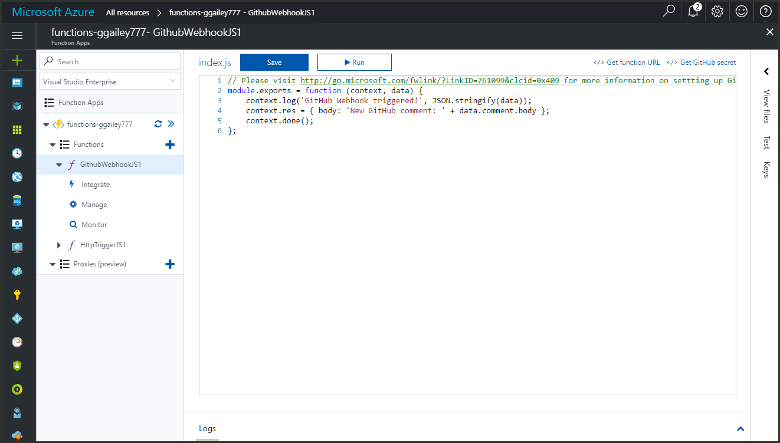 Microsoft Azure All resources > functions-ggailey777 - GithubWebhookJS1
2
functions-ggailey777- GithubWebhookJS1
Function Apps
Search
Visual Studio Enterprise
Function Apps
functions-ggailey777
Functions
GithubWebhookJS1
Integrate
Manage
Monitor
HttpTriggerJS1
Proxies (preview)
index.js Save Run </> Get function URL </> Get GitHub secret
1 // Please visit http://go.microsoft.com/fwlink/?LinkID=761099&clcid=0x409 for more information on settting up Gi
2 module.exports = function (context, data) {
3 context.log('GitHub Webhook triggered!', JSON.stringify(data));
4 context.res = { body: 'New GitHub comment: ' + data.comment.body };
5 context.done();
6 };
View files
Test
Keys
Logs